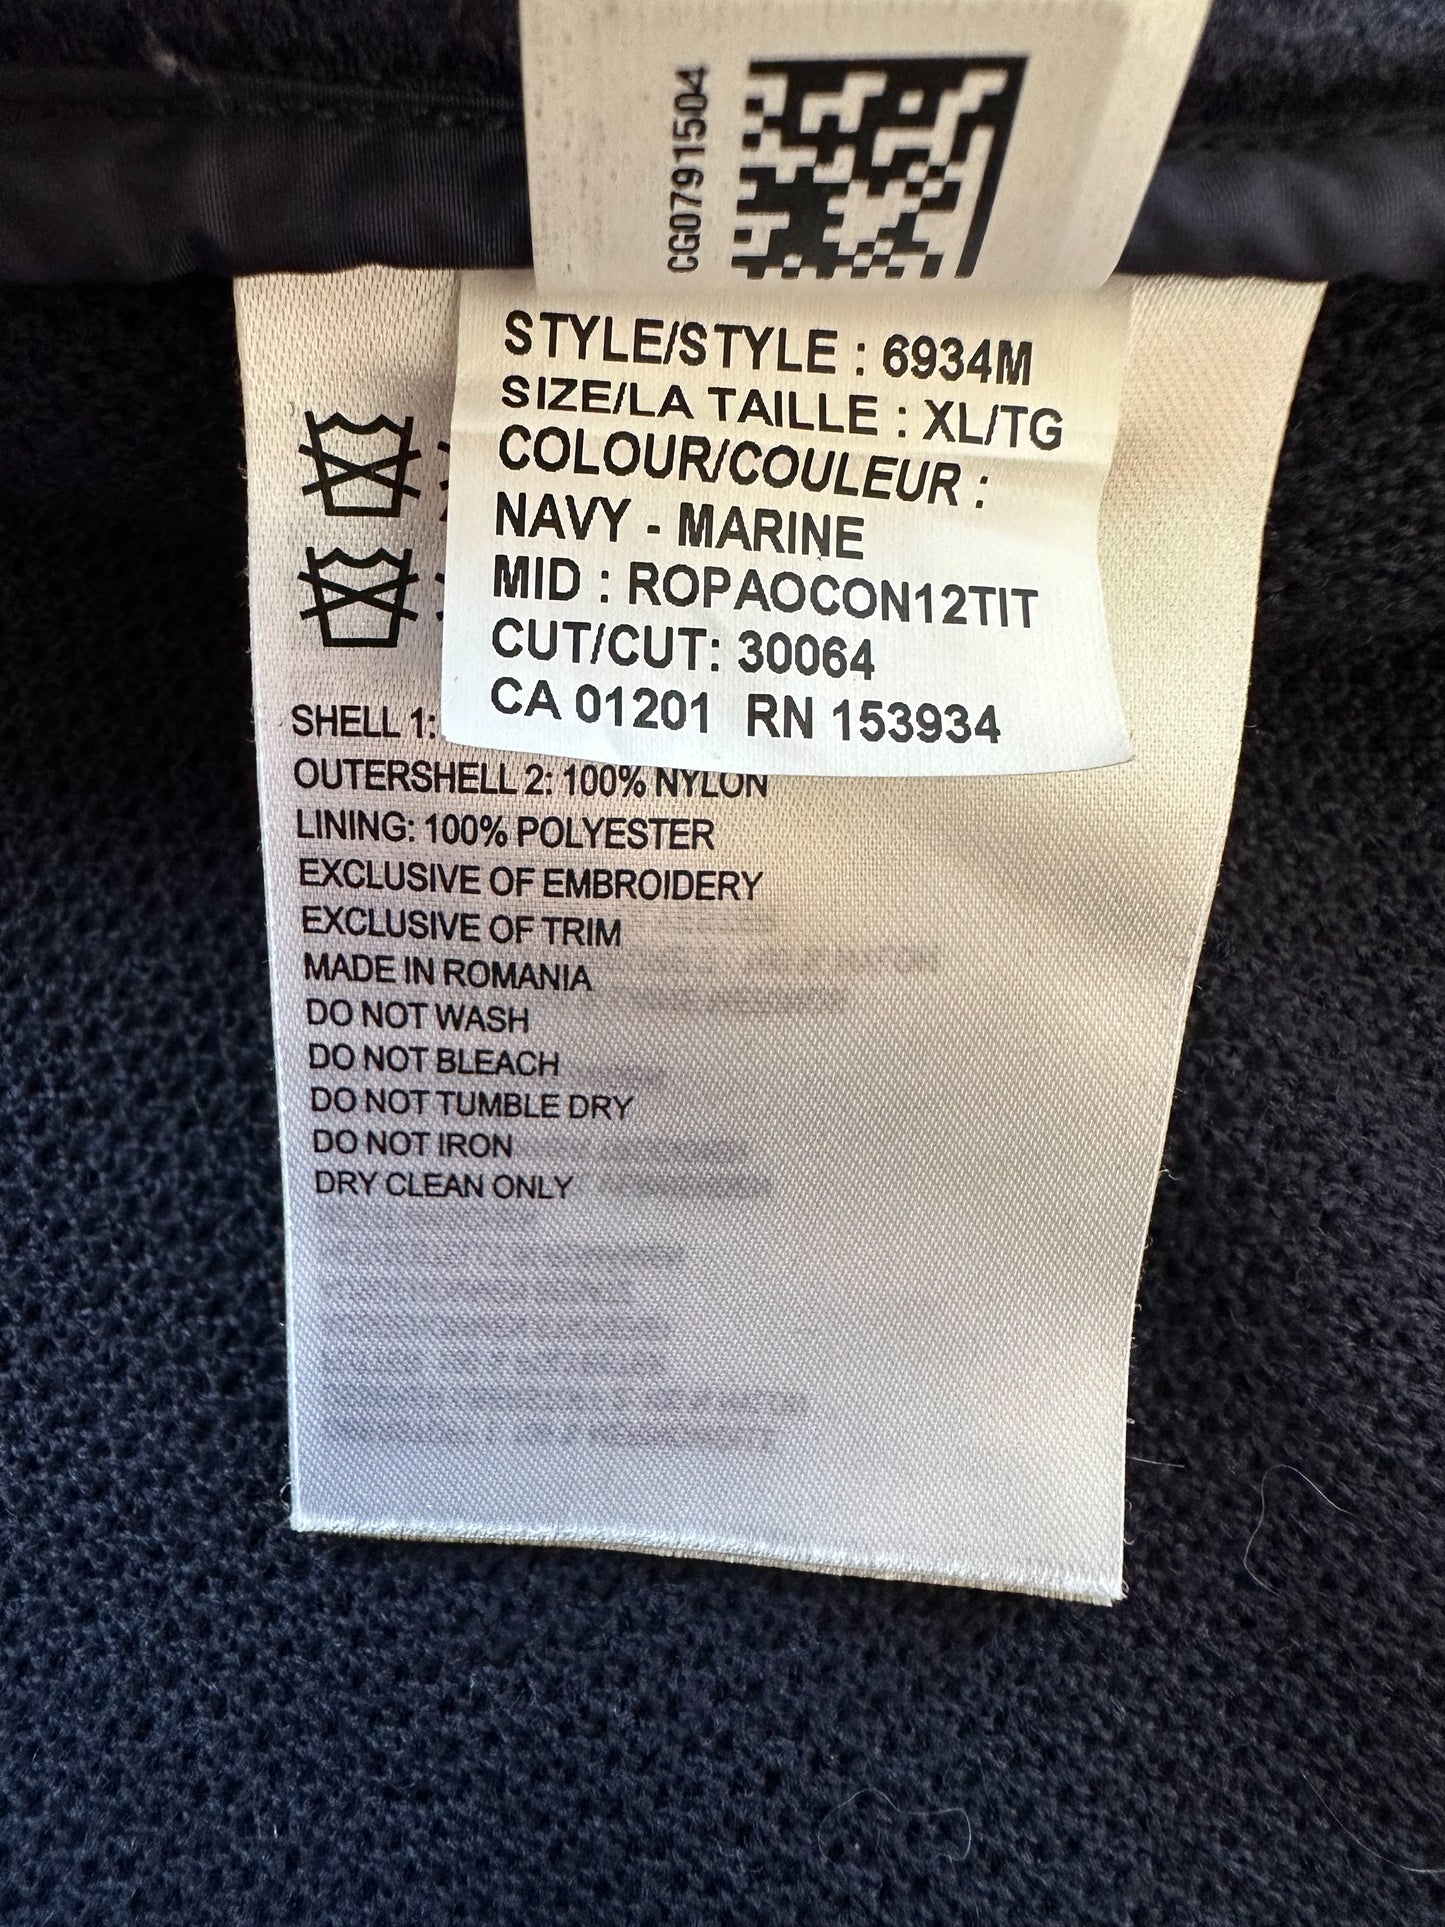 CG0791504
STYLE/STYLE : 6934M
SIZE/LA TAILLE : XL/TG
COLOUR/COULEUR :
NAVY - MARINE
MID : ROPAOCON12TIT
CUT/CUT: 30064
CA 01201 RN 153934
SHELL 1:
OUTERSHELL 2: 100% NYLON
LINING: 100% POLYESTER
EXCLUSIVE OF EMBROIDERY
EXCLUSIVE OF TRIM
MADE IN ROMANIA
DO NOT WASH
DO NOT BLEACH
DO NOT TUMBLE DRY
DO NOT IRON
DRY CLEAN ONLY